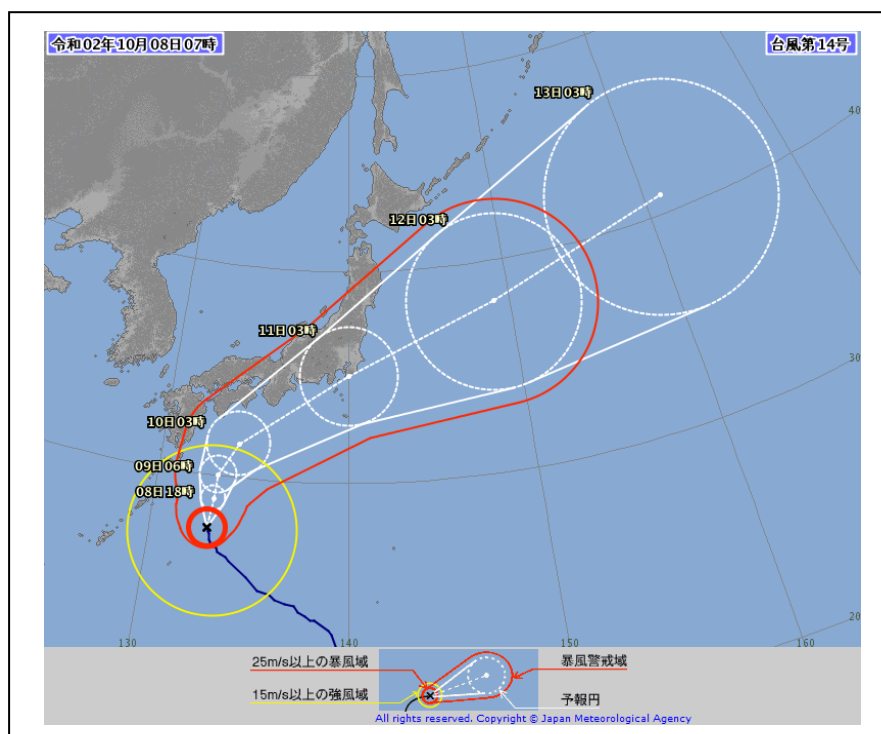 令和02年10月08日07時
台風第14号
13日03時
40
12日03時
11日03時
30
10日03時
09日06時
08日18時
20
130
140
150
160
25m/s以上の暴風域
暴風警戒域
15m/s以上の強風域
予報円
All rights reserved. Copyright © Japan Meteorological Agency